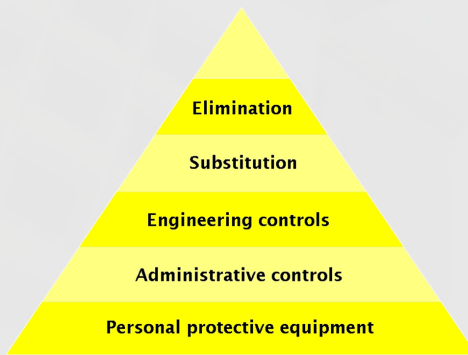 Elimination
Substitution
Engineering controls
Administrative controls
Personal protective equipment